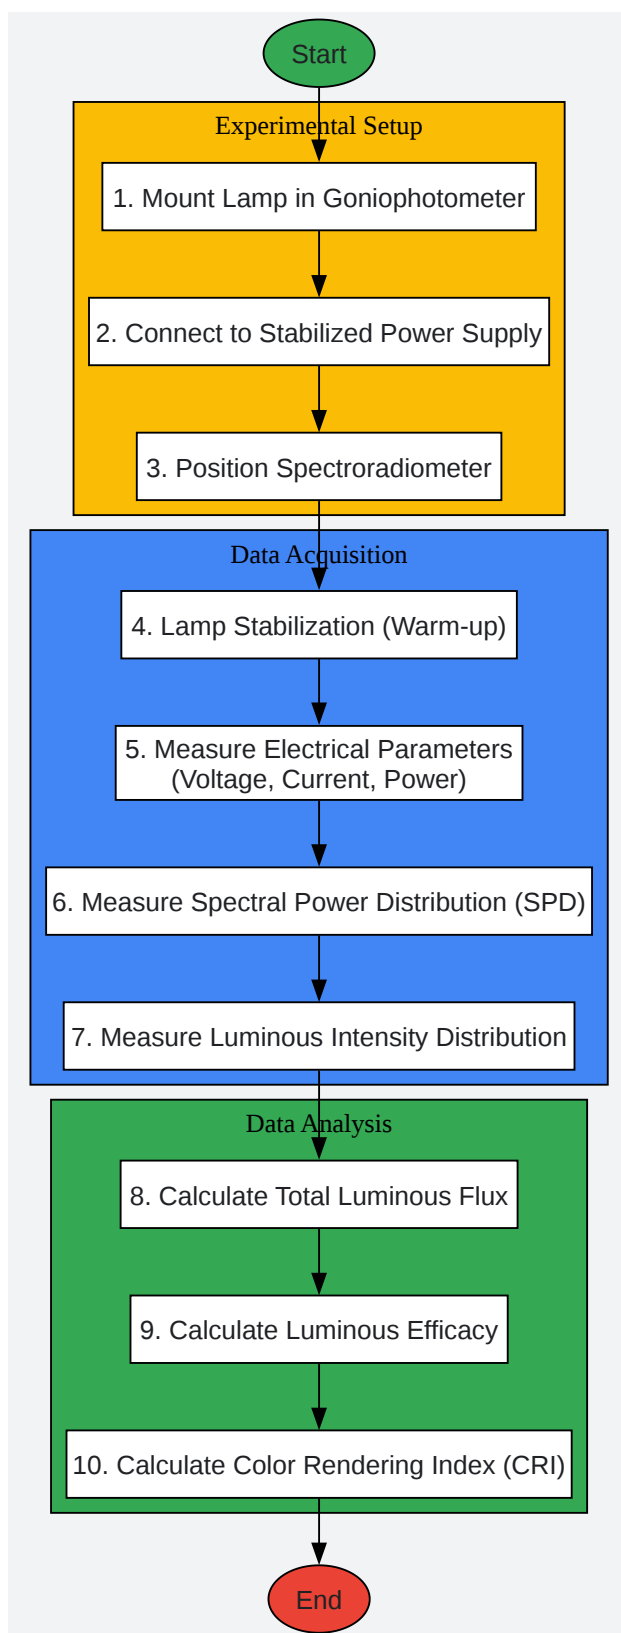 Start
Experimental Setup
1. Mount Lamp in Goniophotometer
2. Connect to Stabilized Power Supply
3. Position Spectroradiometer
Data Acquisition
4. Lamp Stabilization (Warm-up)
5. Measure Electrical Parameters
(Voltage, Current, Power)
6. Measure Spectral Power Distribution (SPD)
7. Measure Luminous Intensity Distribution
Data Analysis
8. Calculate Total Luminous Flux
9. Calculate Luminous Efficacy
10. Calculate Color Rendering Index (CRI)
End